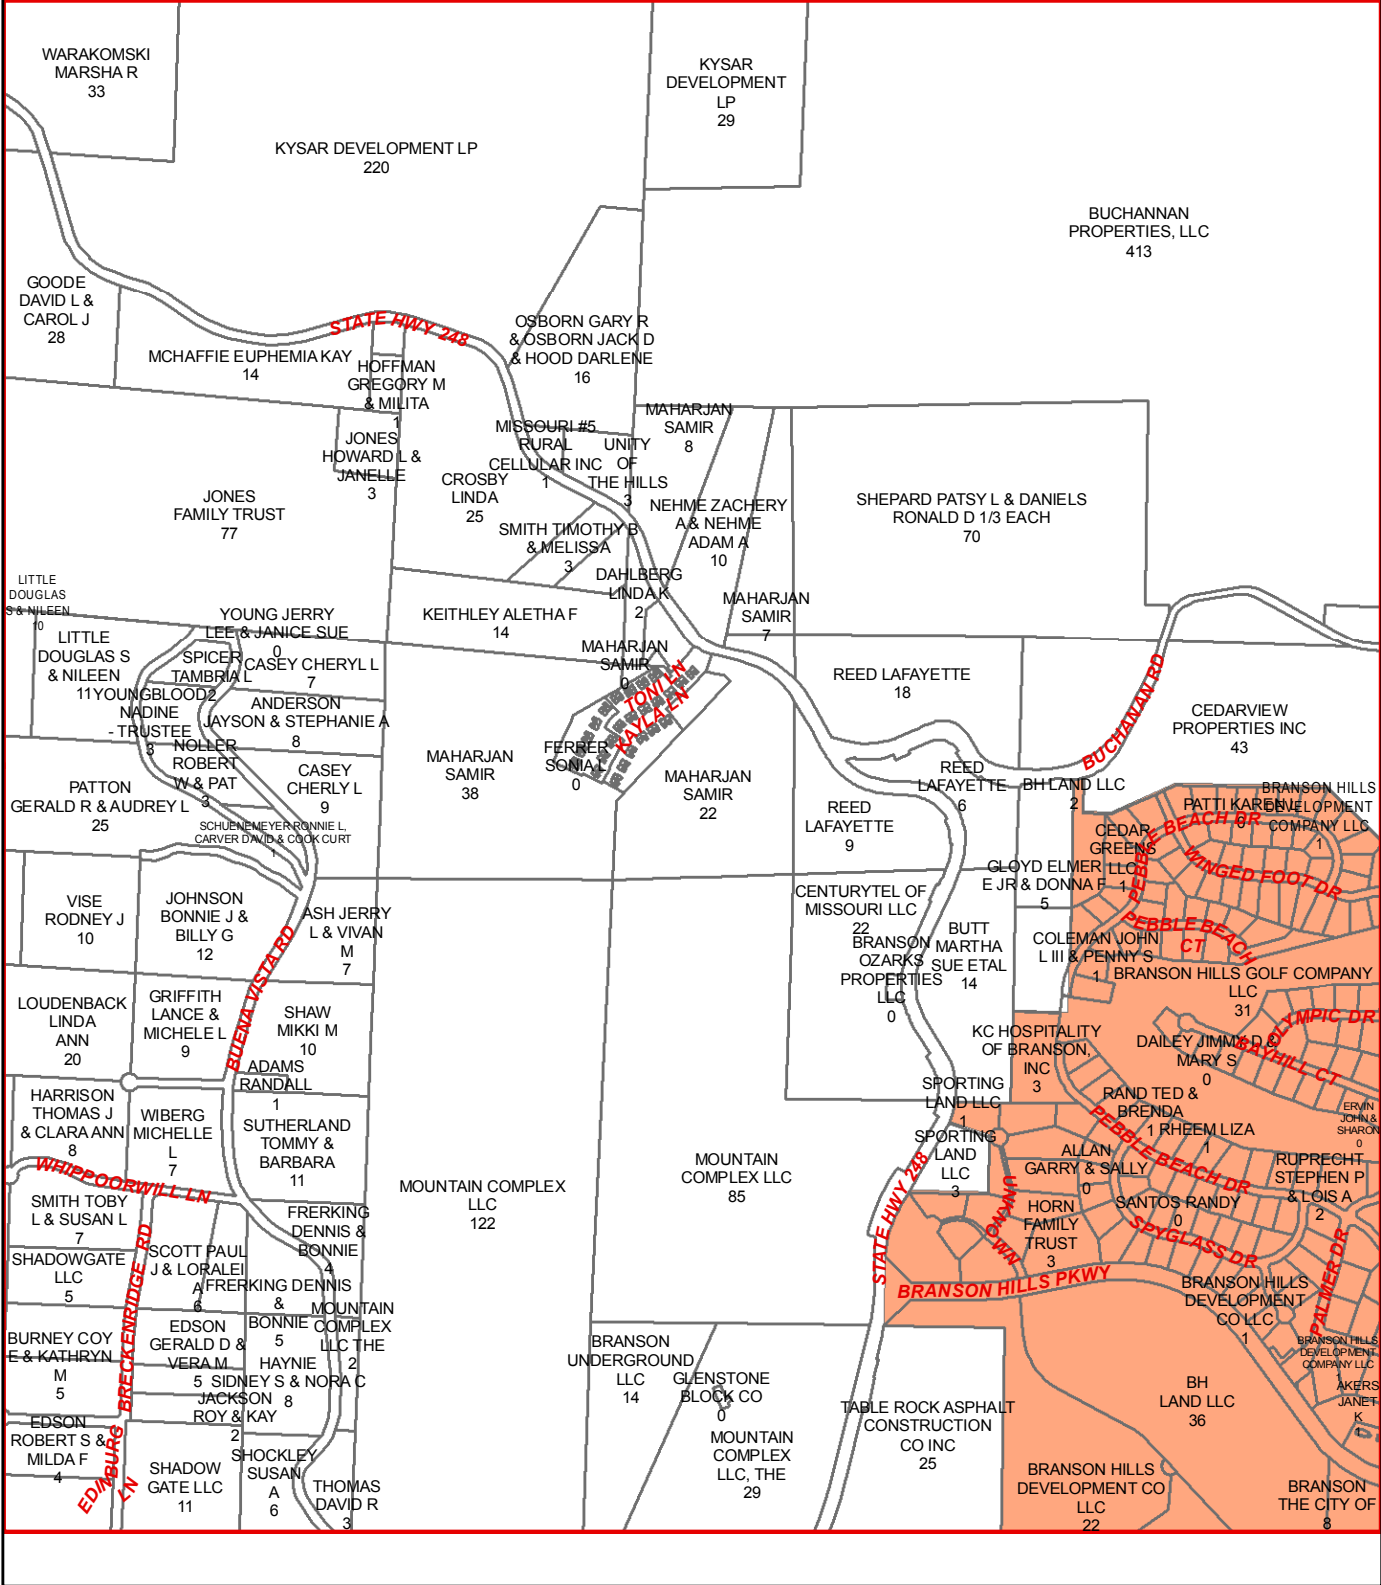 WARAKOMSKI
MARSHA R
33
KYSAR
DEVELOPMENT
LP
29
KYSAR DEVELOPMENT LP
220
BUCHANNAN
PROPERTIES, LLC
413
GOODE
DAVID L &
CAROL J
28
STATE HWY 248
MCHAFFIE EUPHEMIA KAY
14
HOFFMAN
GREGORY M
& MILITA
1
OSBORN GARY R
& OSBORN JACK D
& HOOD DARLENE
16
JONES
HOWARD L &
JANELLE
3
MISSOURI #5
RURAL
CELLULAR INC
1
UNITY
OF
THE HILLS
3
MAHARJAN
SAMIR
8
CROSBY
LINDA
25
JONES
FAMILY TRUST
77
SMITH TIMOTHY B
& MELISSA
3
NEHME ZACHERY
A & NEHME
ADAM A
10
SHEPARD PATSY L & DANIELS
RONALD D 1/3 EACH
70
DAHLBERG
LINDA K
2
MAHARJAN
SAMIR
7
LITTLE
DOUGLAS
S & NILEEN
10
LITTLE
DOUGLAS S
& NILEEN
11
YOUNG JERRY
LEE & JANICE SUE
0
KEITHLEY ALETHA F
14
SPICER
TAMBRIA L
2
CASEY CHERYL L
7
YOUNGBLOOD
NADINE
- TRUSTEE
3
ANDERSON
JAYSON & STEPHANIE A
8
MAHARJAN
SAMIR
0
TONI LN
KAYLA LN
REED LAFAYETTE
18
BUCHANAN RD
CEDARVIEW
PROPERTIES INC
43
NOLLER
ROBERT
W & PAT
3
CASEY
CHERLY L
9
MAHARJAN
SAMIR
38
FERRER
SONIA L
0
MAHARJAN
SAMIR
22
REED
LAFAYETTE
6
BH LAND LLC
2
PATTON
GERALD R & AUDREY L
25
SCHUENEMEYER RONNIE L,
CARVER DAVID & COOK CURT
1
REED
LAFAYETTE
9
PATTI KAREN L
0
BRANSON HILLS
DEVELOPMENT
COMPANY LLC
1
CEDAR
GREENS
LLC
1
PEBBLE BEACH DR
WINGED FOOT DR
GLOYD ELMER
E JR & DONNA F
5
VISE
RODNEY J
10
JOHNSON
BONNIE J &
BILLY G
12
ASH JERRY
L & VIVAN
M
7
CENTURYTEL OF
MISSOURI LLC
22
BUTT
MARTHA
SUE ETAL
14
BRANSON
OZARKS
PROPERTIES
LLC
0
PEBBLE BEACH
CT
COLEMAN JOHN
L III & PENNY S
1
BRANSON HILLS GOLF COMPANY
LLC
31
BUENA VISTA RD
LOUDENBACK
LINDA
ANN
20
GRIFFITH
LANCE &
MICHELE L
9
SHAW
MIKKI M
10
OLYMPIC DR
KC HOSPITALITY
OF BRANSON,
INC
3
DAILEY JIMMY D &
MARY S
0
BAYHILL CT
ADAMS
RANDALL
1
HARRISON
THOMAS J
& CLARA ANN
8
WIBERG
MICHELLE
L
7
SUTHERLAND
TOMMY &
BARBARA
11
SPORTING
LAND LLC
1
RAND TED &
BRENDA
1
RHEEM LIZA
1
ERVIN
JOHN &
SHARON
0
SPORTING
LAND
LLC
3
ALLAN
GARRY & SALLY
0
PEBBLE BEACH DR
RUPRECHT
STEPHEN P
& LOIS A
2
WHIPPOORWILL LN
MOUNTAIN COMPLEX
LLC
122
MOUNTAIN
COMPLEX LLC
85
STATE HWY 248
UNKNOWN
SANTOS RANDY
0
SMITH TOBY
L & SUSAN L
7
FRERKING
DENNIS &
BONNIE
4
HORN
FAMILY
TRUST
3
SPYGLASS DR
PALMER DR
SHADOWGATE
LLC
5
BRECKENRIDGE RD
SCOTT PAUL
J & LORALEI
A
6
FRERKING DENNIS
&
BONNIE
5
BRANSON HILLS PKWY
BRANSON HILLS
DEVELOPMENT
CO LLC
1
MOUNTAIN
COMPLEX
LLC THE
2
BURNEY COY
E & KATHRYN
M
5
EDSON
GERALD D &
VERA M
5
HAYNIE
SIDNEY S & NORA C
8
BRANSON
UNDERGROUND
LLC
14
GLENSTONE
BLOCK CO
0
BRANSON HILLS
DEVELOPMENT
COMPANY LLC
1
BH
LAND LLC
36
AKERS
JANET
K
1
JACKSON
ROY & KAY
2
TABLE ROCK ASPHALT
CONSTRUCTION
CO INC
25
EDSON
ROBERT S &
MILDA F
4
EDINBURG
LN
SHADOW
GATE LLC
11
SHOCKLEY
SUSAN
A
6
THOMAS
DAVID R
3
MOUNTAIN
COMPLEX
LLC, THE
29
BRANSON HILLS
DEVELOPMENT CO
LLC
22
BRANSON
THE CITY OF
8